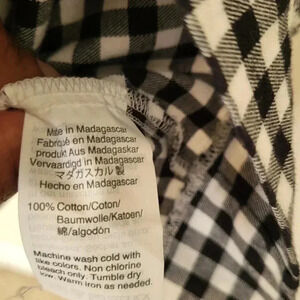 Made in Madagascar
Fabriqué en Madagascar
Produkt Aus Madagaskar
Vervaardigd in Madagascar
マダガスカル製
Hecho en Madagascar
100% Cotton/Coton/
Baumwolle/Katoen/
綿/algodón
Machine wash cold with
like colors. Non chlorine
bleach only. Tumble dry
low. Warm iron as needed.